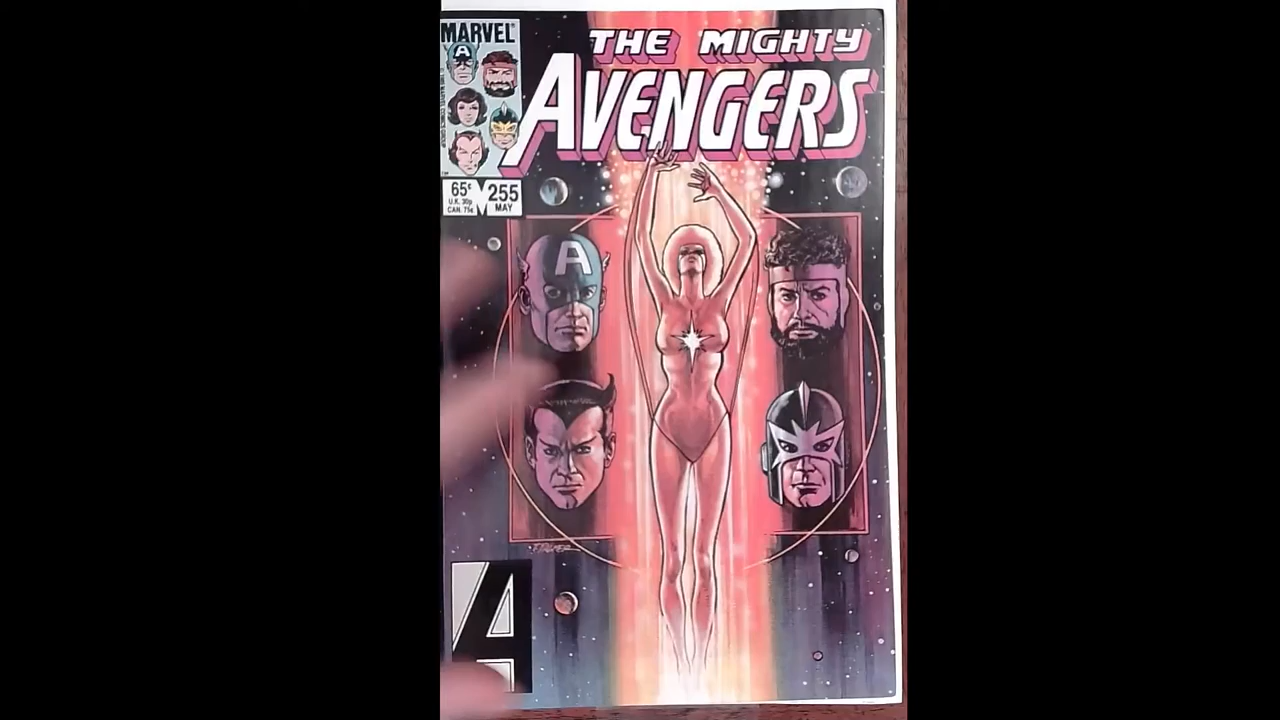 MARVEL
THE MIGHTY
AVENGERS
65¢
U.K. 30p
CAN. 75¢
255
MAY
A
A